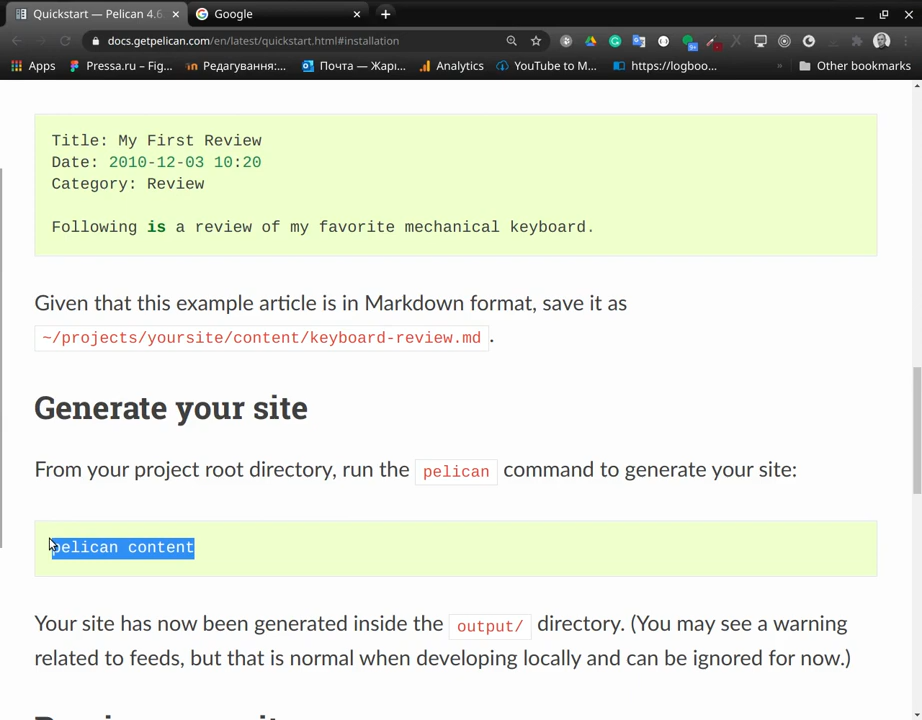 Quickstart — Pelican 4.6
Google
docs.getpelican.com/en/latest/quickstart.html#installation
Apps
Pressa.ru – Fig...
Редагування:...
Почта — Жарі...
Analytics
YouTube to M...
https://logboo...
Other bookmarks
Title: My First Review
Date: 2010-12-03 10:20
Category: Review
Following is a review of my favorite mechanical keyboard.
Given that this example article is in Markdown format, save it as
~/projects/yoursite/content/keyboard-review.md .
Generate your site
From your project root directory, run the pelican command to generate your site:
pelican content
Your site has now been generated inside the output/ directory. (You may see a warning
related to feeds, but that is normal when developing locally and can be ignored for now.)